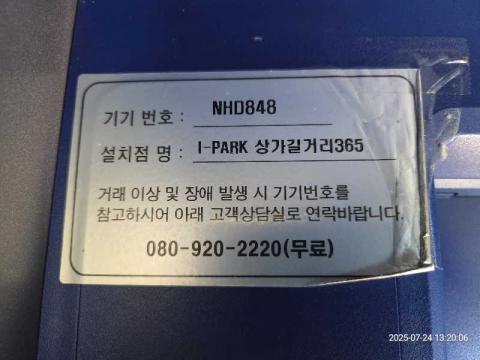 기기 번호 : NHD848
설치점 명 : I-PARK 상가길거리365
거래 이상 및 장애 발생 시 기기번호를
참고하시어 아래 고객상담실로 연락바랍니다.
080-920-2220(무료)
2025-07-24 13:20:06